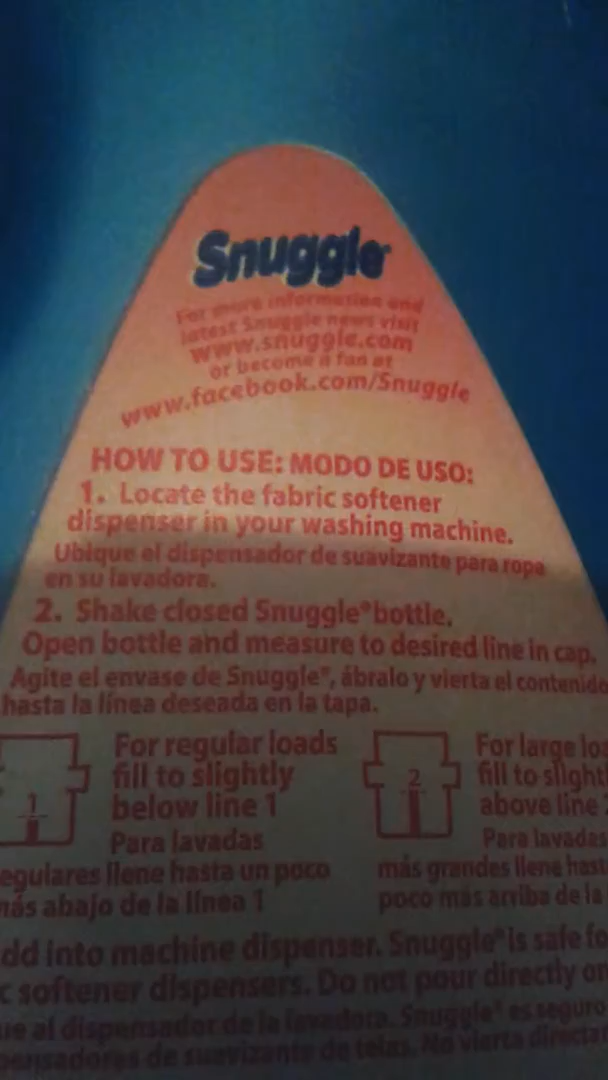 Snuggle®
For more information and
latest Snuggle news visit
www.snuggle.com
or become a fan at
www.facebook.com/Snuggle
HOW TO USE: MODO DE USO:
1. Locate the fabric softener
dispenser in your washing machine.
Ubique el dispensador de suavizante para ropa
en su lavadora.
2. Shake closed Snuggle® bottle.
Open bottle and measure to desired line in cap.
Agite el envase de Snuggle®, ábralo y vierta el contenido
hasta la línea deseada en la tapa.
1
For regular loads
fill to slightly
below line 1
Para lavadas
egulares llene hasta un poco
más abajo de la línea 1
2
For large loa
fill to slight
above line
Para lavadas
más grandes llene hast
poco más arriba de la
dd into machine dispenser. Snuggle® is safe fo
c softener dispensers. Do not pour directly on
ue al dispensador de la lavadora. Snuggle® es seguro
pensadores de suavizante de telas. No vierta directa